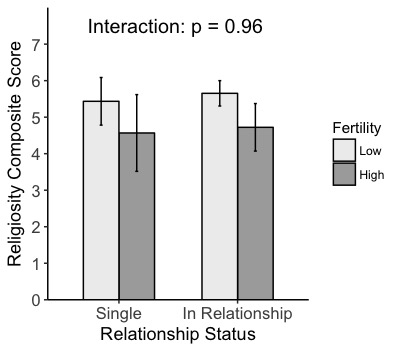 Interaction: p = 0.96
Religiosity Composite Score
7
6
5
4
3
2
1
0
Single In Relationship
Relationship Status
Fertility
Low
High